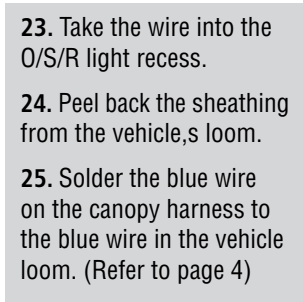 23. Take the wire into the
O/S/R light recess.
24. Peel back the sheathing
from the vehicle,s loom.
25. Solder the blue wire
on the canopy harness to
the blue wire in the vehicle
loom. (Refer to page 4)